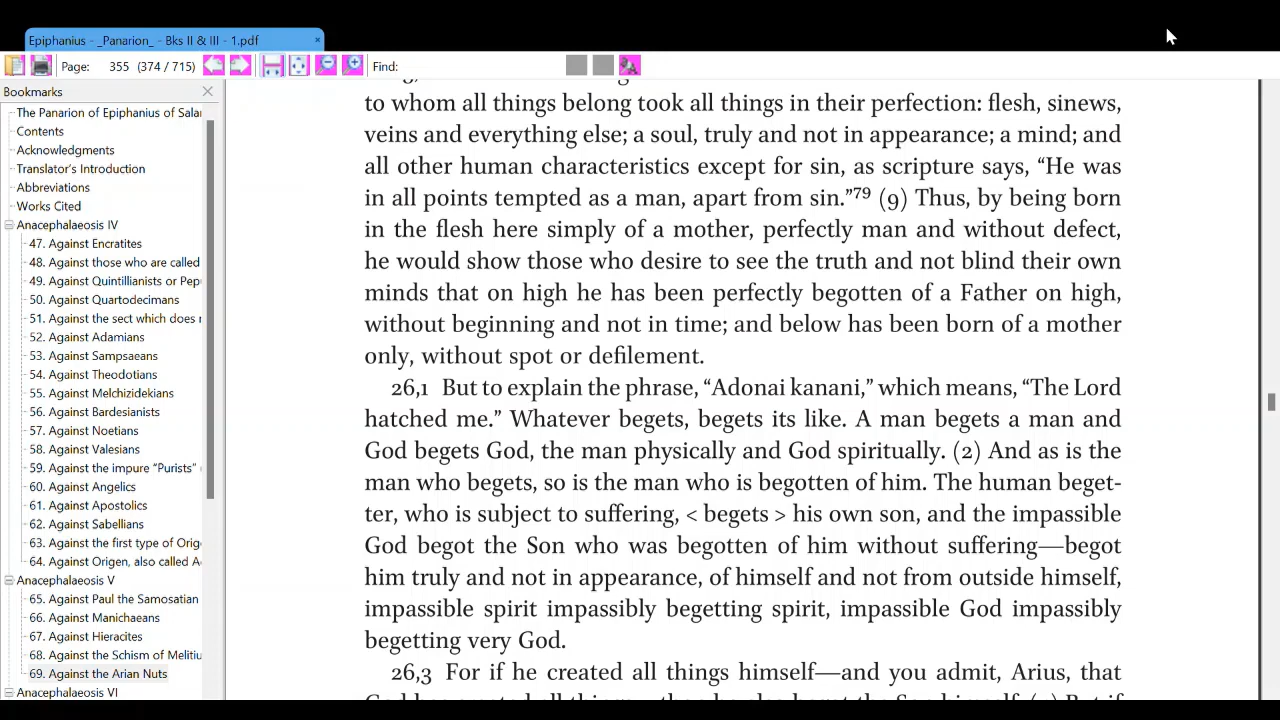 Epiphanius - _Panarion_ - Bks II & III - 1.pdf
×
Page: 355 (374 / 715) Find:
Bookmarks
The Panarion of Epiphanius of Sala
Contents
Acknowledgments
Translator's Introduction
Abbreviations
Works Cited
Anacephalaeosis IV
47. Against Encratites
48. Against those who are called
49. Against Quintillianists or Pep
50. Against Quartodecimans
51. Against the sect which does r
52. Against Adamians
53. Against Sampsaeans
54. Against Theodotians
55. Against Melchizidekians
56. Against Bardesianists
57. Against Noetians
58. Against Valesians
59. Against the impure “Purists” (
60. Against Angelics
61. Against Apostolics
62. Against Sabellians
63. Against the first type of Orig
64. Against Origen, also called A
Anacephalaeosis V
65. Against Paul the Samosatian
66. Against Manichaeans
67. Against Hieracites
68. Against the Schism of Melitiu
69. Against the Arian Nuts
Anacephalaeosis VI
to whom all things belong took all things in their perfection: flesh, sinews,
veins and everything else; a soul, truly and not in appearance; a mind; and
all other human characteristics except for sin, as scripture says, “He was
in all points tempted as a man, apart from sin.”79 (9) Thus, by being born
in the flesh here simply of a mother, perfectly man and without defect,
he would show those who desire to see the truth and not blind their own
minds that on high he has been perfectly begotten of a Father on high,
without beginning and not in time; and below has been born of a mother
only, without spot or defilement.
26,1 But to explain the phrase, “Adonai kanani,” which means, “The Lord
hatched me.” Whatever begets, begets its like. A man begets a man and
God begets God, the man physically and God spiritually. (2) And as is the
man who begets, so is the man who is begotten of him. The human beget-
ter, who is subject to suffering, < begets > his own son, and the impassible
God begot the Son who was begotten of him without suffering—begot
him truly and not in appearance, of himself and not from outside himself,
impassible spirit impassibly begetting spirit, impassible God impassibly
begetting very God.
26,3 For if he created all things himself—and you admit, Arius, that